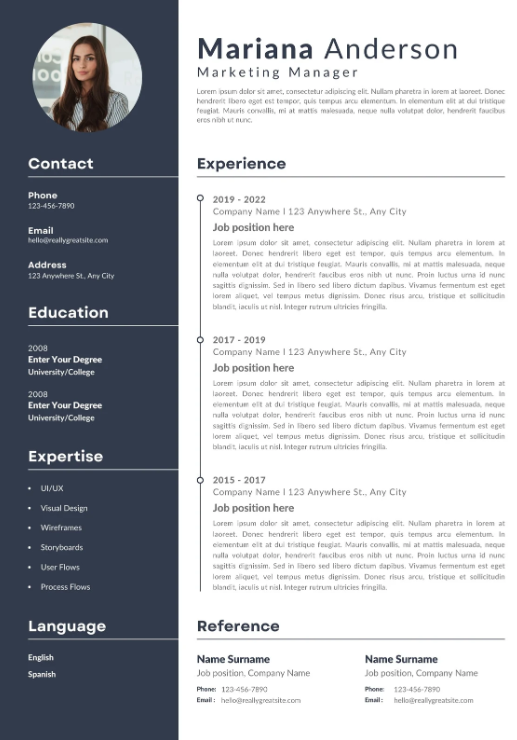 Mariana Anderson
Marketing Manager
Lorem ipsum dolor sit amet, consectetur adipiscing elit. Nullam pharetra in lorem at laoreet. Donec
hendrerit libero eget est tempor, quis tempus arcu elementum. In elementum elit at dui tristique
feugiat. Mauris convallis, mi at mattis malesuada, neque nulla volutpat dolor, hendrerit faucibus
eros nibh ut nunc.
Contact
Phone
123-456-7890
Email
hello@reallygreatsite.com
Address
123 Anywhere St., Any City
Education
2008
Enter Your Degree
University/College
2008
Enter Your Degree
University/College
Expertise
• UI/UX
• Visual Design
• Wireframes
• Storyboards
• User Flows
• Process Flows
Language
English
Spanish
Experience
2019 - 2022
Company Name l 123 Anywhere St., Any City
Job position here
Lorem ipsum dolor sit amet, consectetur adipiscing elit. Nullam pharetra in lorem at
laoreet. Donec hendrerit libero eget est tempor, quis tempus arcu elementum. In
elementum elit at dui tristique feugiat. Mauris convallis, mi at mattis malesuada, neque
nulla volutpat dolor, hendrerit faucibus eros nibh ut nunc. Proin luctus urna id nunc
sagittis dignissim. Sed in libero sed libero dictum dapibus. Vivamus fermentum est eget
lorem aliquet, vel tempus metus dignissim. Donec ut tortor, tristique et sollicitudin
blandit, iaculis ut nisl. Integer rutrum ultricies fringilla.
2017 - 2019
Company Name l 123 Anywhere St., Any City
Job position here
Lorem ipsum dolor sit amet, consectetur adipiscing elit. Nullam pharetra in lorem at
laoreet. Donec hendrerit libero eget est tempor, quis tempus arcu elementum. In
elementum elit at dui tristique feugiat. Mauris convallis, mi at mattis malesuada, neque
nulla volutpat dolor, hendrerit faucibus eros nibh ut nunc. Proin luctus urna id nunc
sagittis dignissim. Sed in libero sed libero dictum dapibus. Vivamus fermentum est eget
lorem aliquet, vel tempus metus dignissim. Donec ut tortor, tristique et sollicitudin
blandit, iaculis ut nisl. Integer rutrum ultricies fringilla.
2015 - 2017
Company Name l 123 Anywhere St., Any City
Job position here
Lorem ipsum dolor sit amet, consectetur adipiscing elit. Nullam pharetra in lorem at
laoreet. Donec hendrerit libero eget est tempor, quis tempus arcu elementum. In
elementum elit at dui tristique feugiat. Mauris convallis, mi at mattis malesuada, neque
nulla volutpat dolor, hendrerit faucibus eros nibh ut nunc. Proin luctus urna id nunc
sagittis dignissim. Sed in libero sed libero dictum dapibus. Vivamus fermentum est eget
lorem aliquet, vel tempus metus dignissim. Donec ut tortor, tristique et sollicitudin
blandit, iaculis ut nisl. Integer rutrum ultricies fringilla.
Reference
Name Surname
Job position, Company Name
Phone: 123-456-7890
Email : hello@reallygreatsite.com
Name Surname
Job position, Company Name
Phone: 123-456-7890
Email : hello@reallygreatsite.com